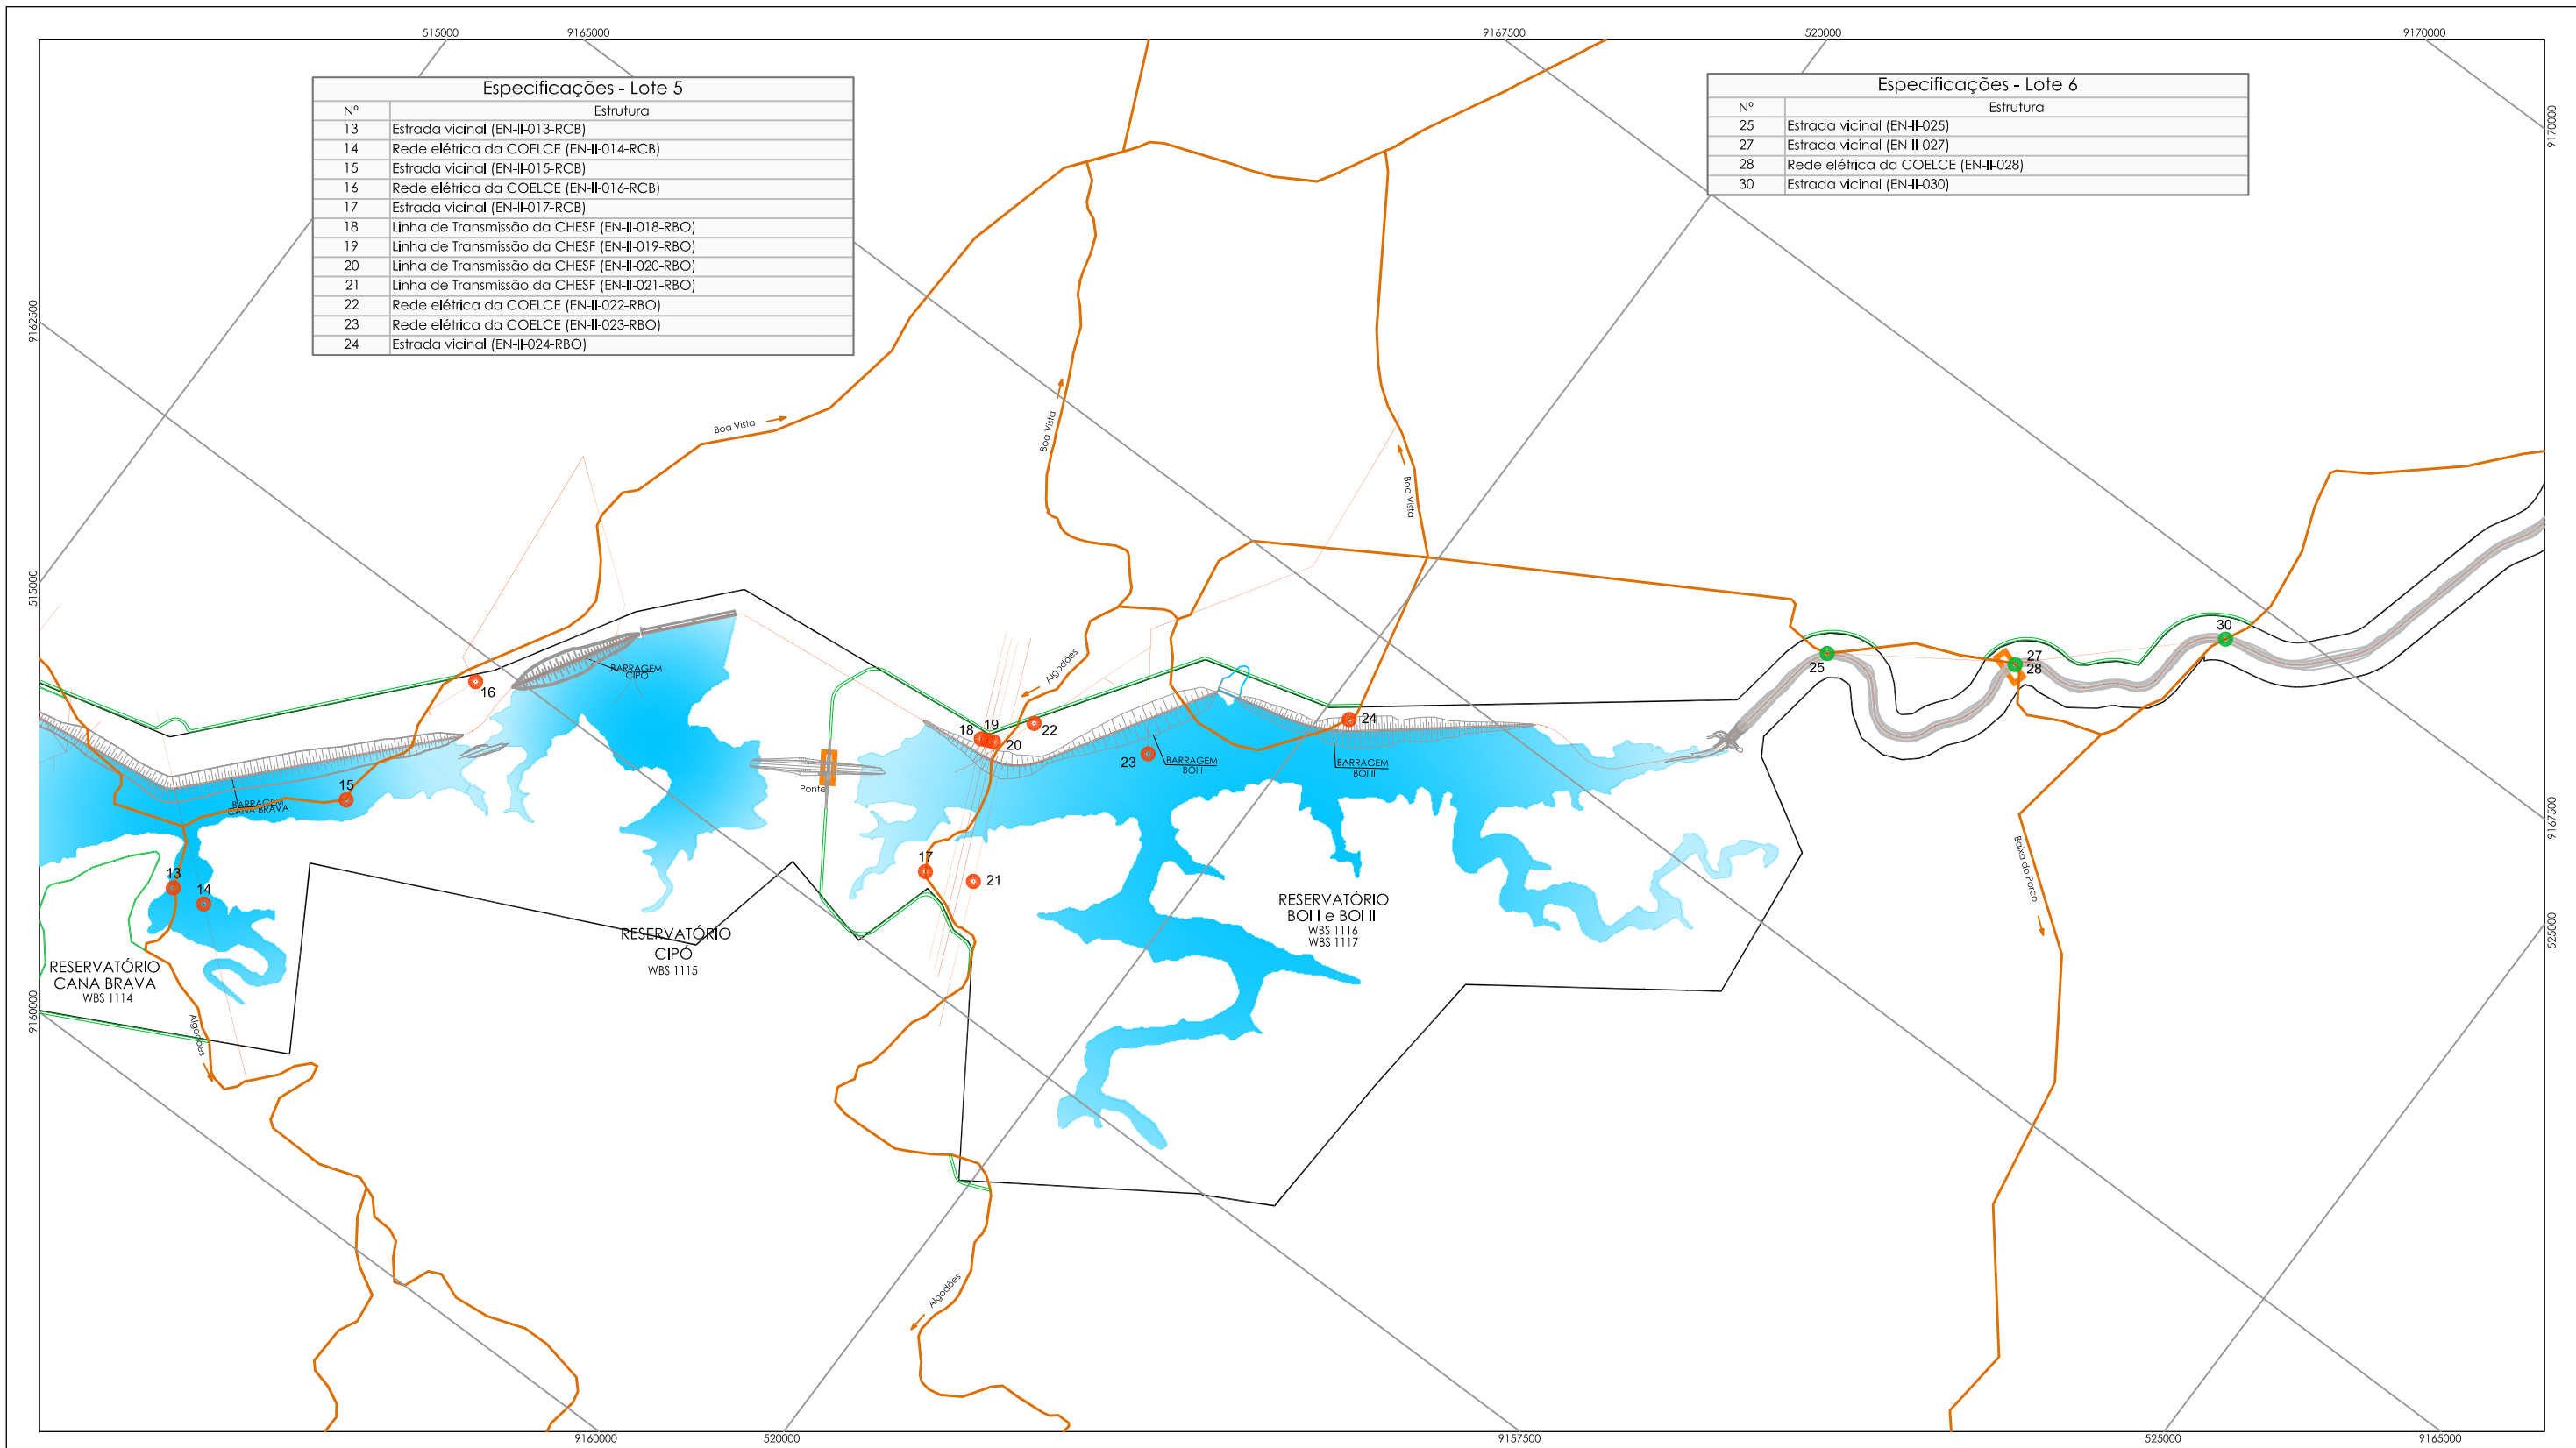 515000
9165000
9167500
520000
9170000
Especificações - Lote 5
Nº Estrutura
13 Estrada vicinal (EN-II-013-RCB)
14 Rede elétrica da COELCE (EN-II-014-RCB)
15 Estrada vicinal (EN-II-015-RCB)
16 Rede elétrica da COELCE (EN-II-016-RCB)
17 Estrada vicinal (EN-II-017-RCB)
18 Linha de Transmissão da CHESF (EN-II-018-RBO)
19 Linha de Transmissão da CHESF (EN-II-019-RBO)
20 Linha de Transmissão da CHESF (EN-II-020-RBO)
21 Linha de Transmissão da CHESF (EN-II-021-RBO)
22 Rede elétrica da COELCE (EN-II-022-RBO)
23 Rede elétrica da COELCE (EN-II-023-RBO)
24 Estrada vicinal (EN-II-024-RBO)
Especificações - Lote 6
Nº Estrutura
25 Estrada vicinal (EN-II-025)
27 Estrada vicinal (EN-II-027)
28 Rede elétrica da COELCE (EN-II-028)
30 Estrada vicinal (EN-II-030)
9170000
9162500
515000
9160000
Boa Vista
Boa Vista
Boa Vista
Algodões
BARRAGEM
CIPÓ
16
18
19
20
22
23
24
25
27
28
30
BARRAGEM
BOI I
BARRAGEM
BOI II
Ponte
15
BARRAGEM
CANA BRAVA
13
14
17
21
RESERVATÓRIO
CANA BRAVA
WBS 1114
RESERVATÓRIO
CIPÓ
WBS 1115
RESERVATÓRIO
BOI I e BOI II
WBS 1116
WBS 1117
Baixa do Porco
9167500
525000
Algodões
Algodões
9160000
520000
9157500
525000
9165000